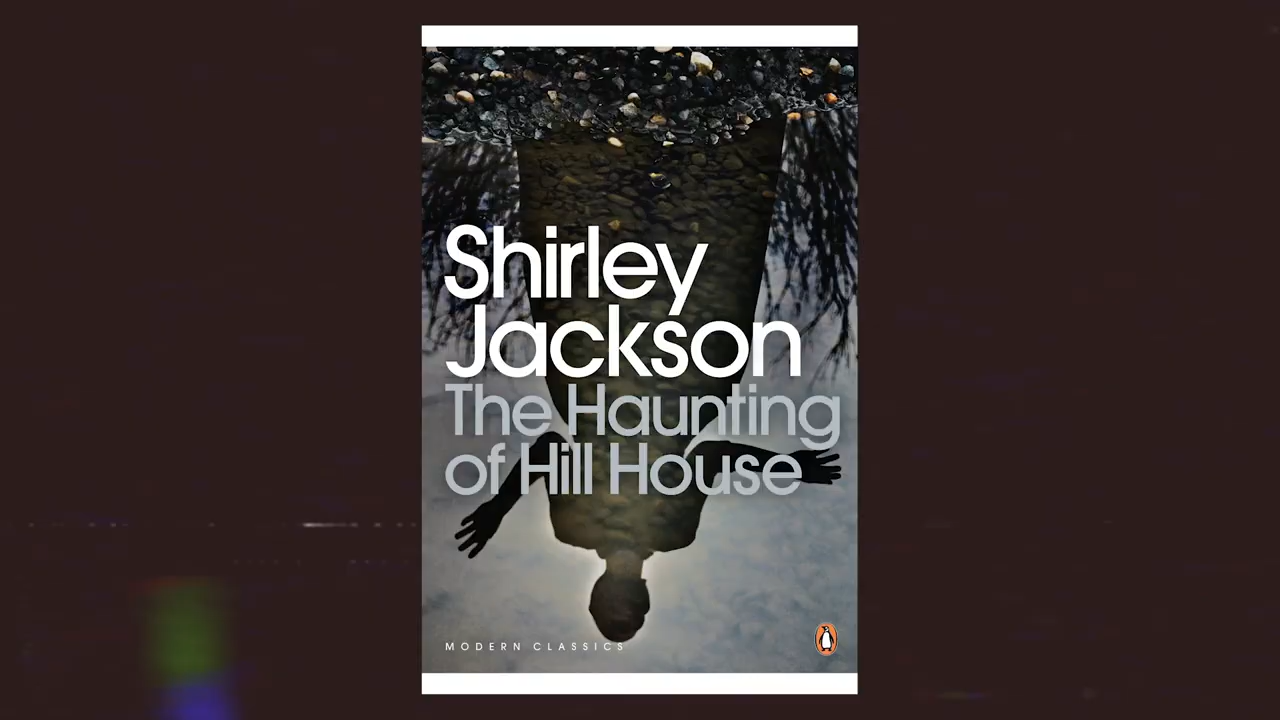 Shirley
Jackson
The Haunting
of Hill House
MODERN CLASSICS